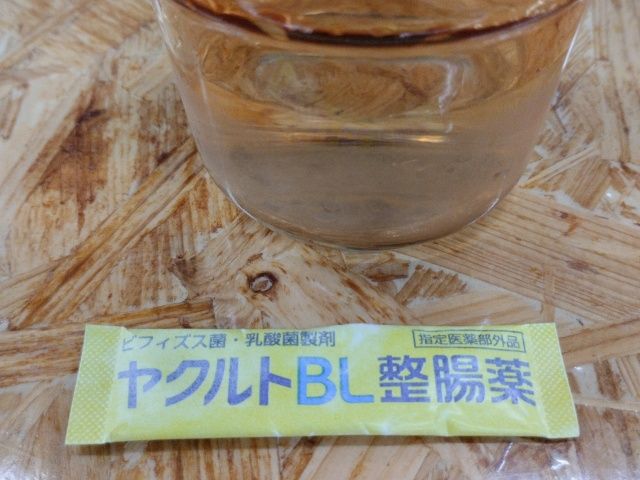 ビフィズス菌・乳酸菌製剤
指定医薬部外品
ヤクルトBL整腸薬